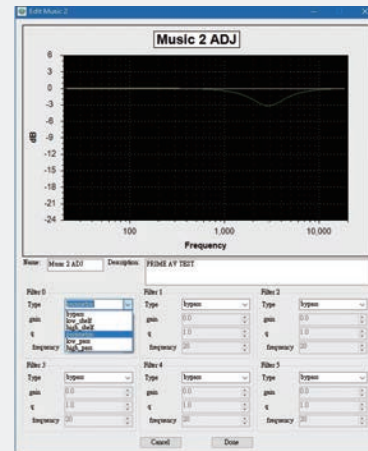 Edit Music 2
Music 2 ADJ
6
3
0
-3
-6
-9
-12
-15
-18
-21
-24
dB
100
1,000
10,000
Frequency
Name: Music 2 ADJ Description: PRIME AV TEST
Filter 0 Filter 1 Filter 2
Type Type bypass Type bypass
bypass
low_shelf
high_shelf
low_pass
high_pass
gain gain 0.0 gain 0.0
q q 1.0 q 1.0
frequency frequency 20 frequency 20
Filter 3 Filter 4 Filter 5
Type bypass Type bypass Type bypass
gain 0.0 gain 0.0 gain 0.0
q 1.0 q 1.0 q 1.0
frequency 20 frequency 20 frequency 20
Cancel Done